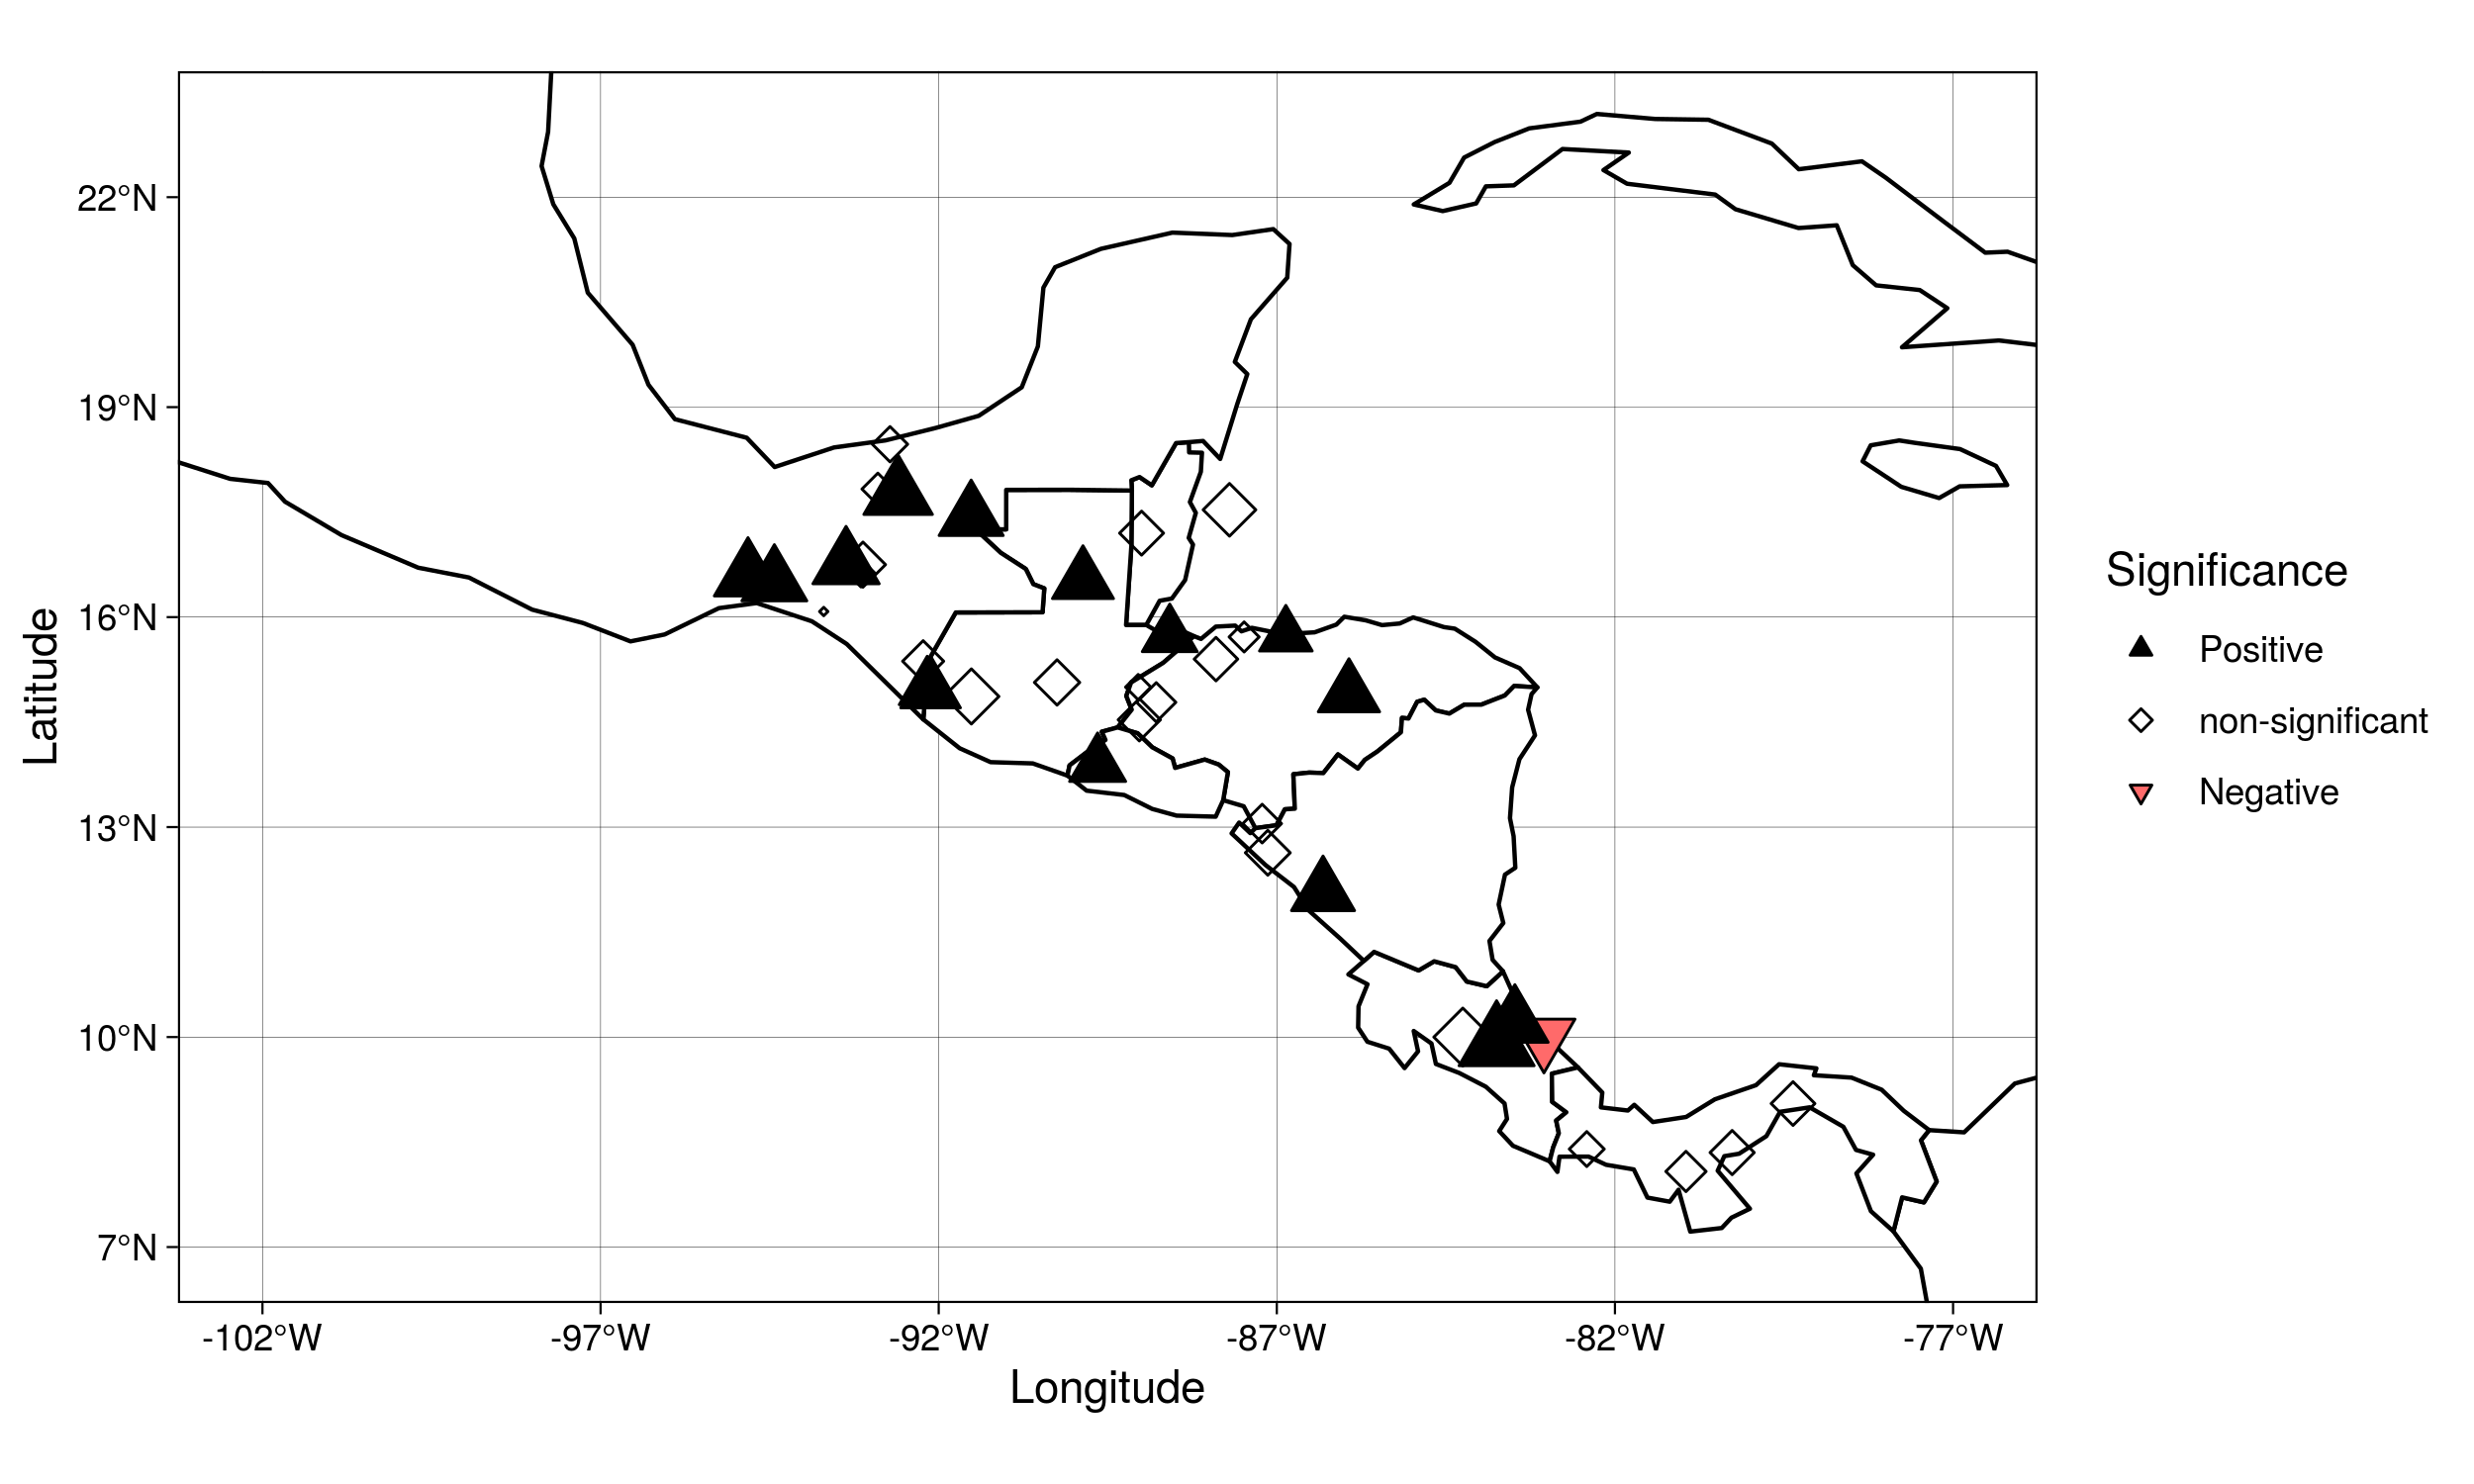 22°N
19°N
16°N
13°N
10°N
7°N
Latitude
-102°W
-97°W
-92°W
-87°W
-82°W
-77°W
Longitude
Significance
Positive
non-significant
Negative